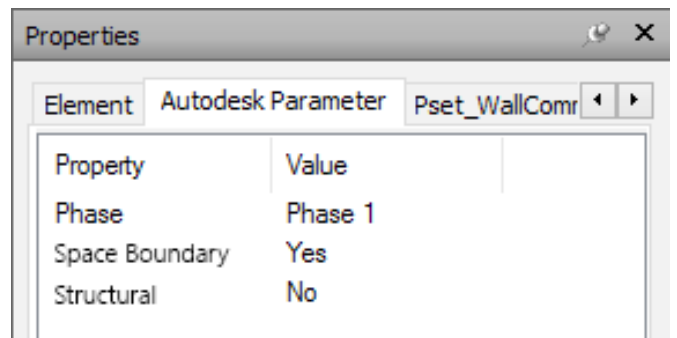 Properties
Element Autodesk Parameter Pset_WallComr
Property Value
Phase Phase 1
Space Boundary Yes
Structural No